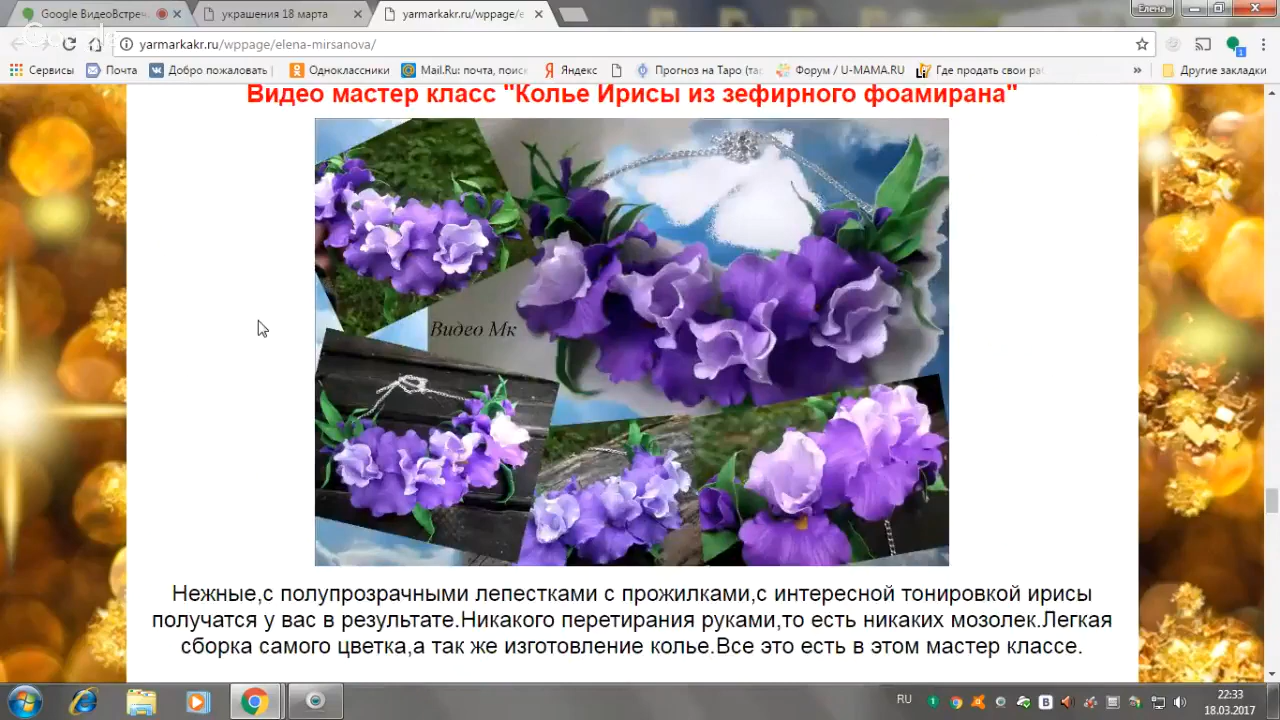 Google ВидеоВстреч
украшения 18 марта
yarmarkakr.ru/wppage/e
Елена
yarmarkakr.ru/wppage/elena-mirsanova/
Сервисы
Почта
Добро пожаловать |
Одноклассники
Mail.Ru: почта, поиск
Яндекс
Прогноз на Таро (та
Форум / U-MAMA.RU
Где продать свои ра
»
Другие закладки
Видео мастер класс "Колье Ирисы из зефирного фоамирана"
Видео Мк
Нежные,с полупрозрачными лепестками с прожилками,с интересной тонировкой ирисы
получатся у вас в результате.Никакого перетирания руками,то есть никаких мозолек.Легкая
сборка самого цветка,а так же изготовление колье.Все это есть в этом мастер классе.
RU
22:33
18.03.2017